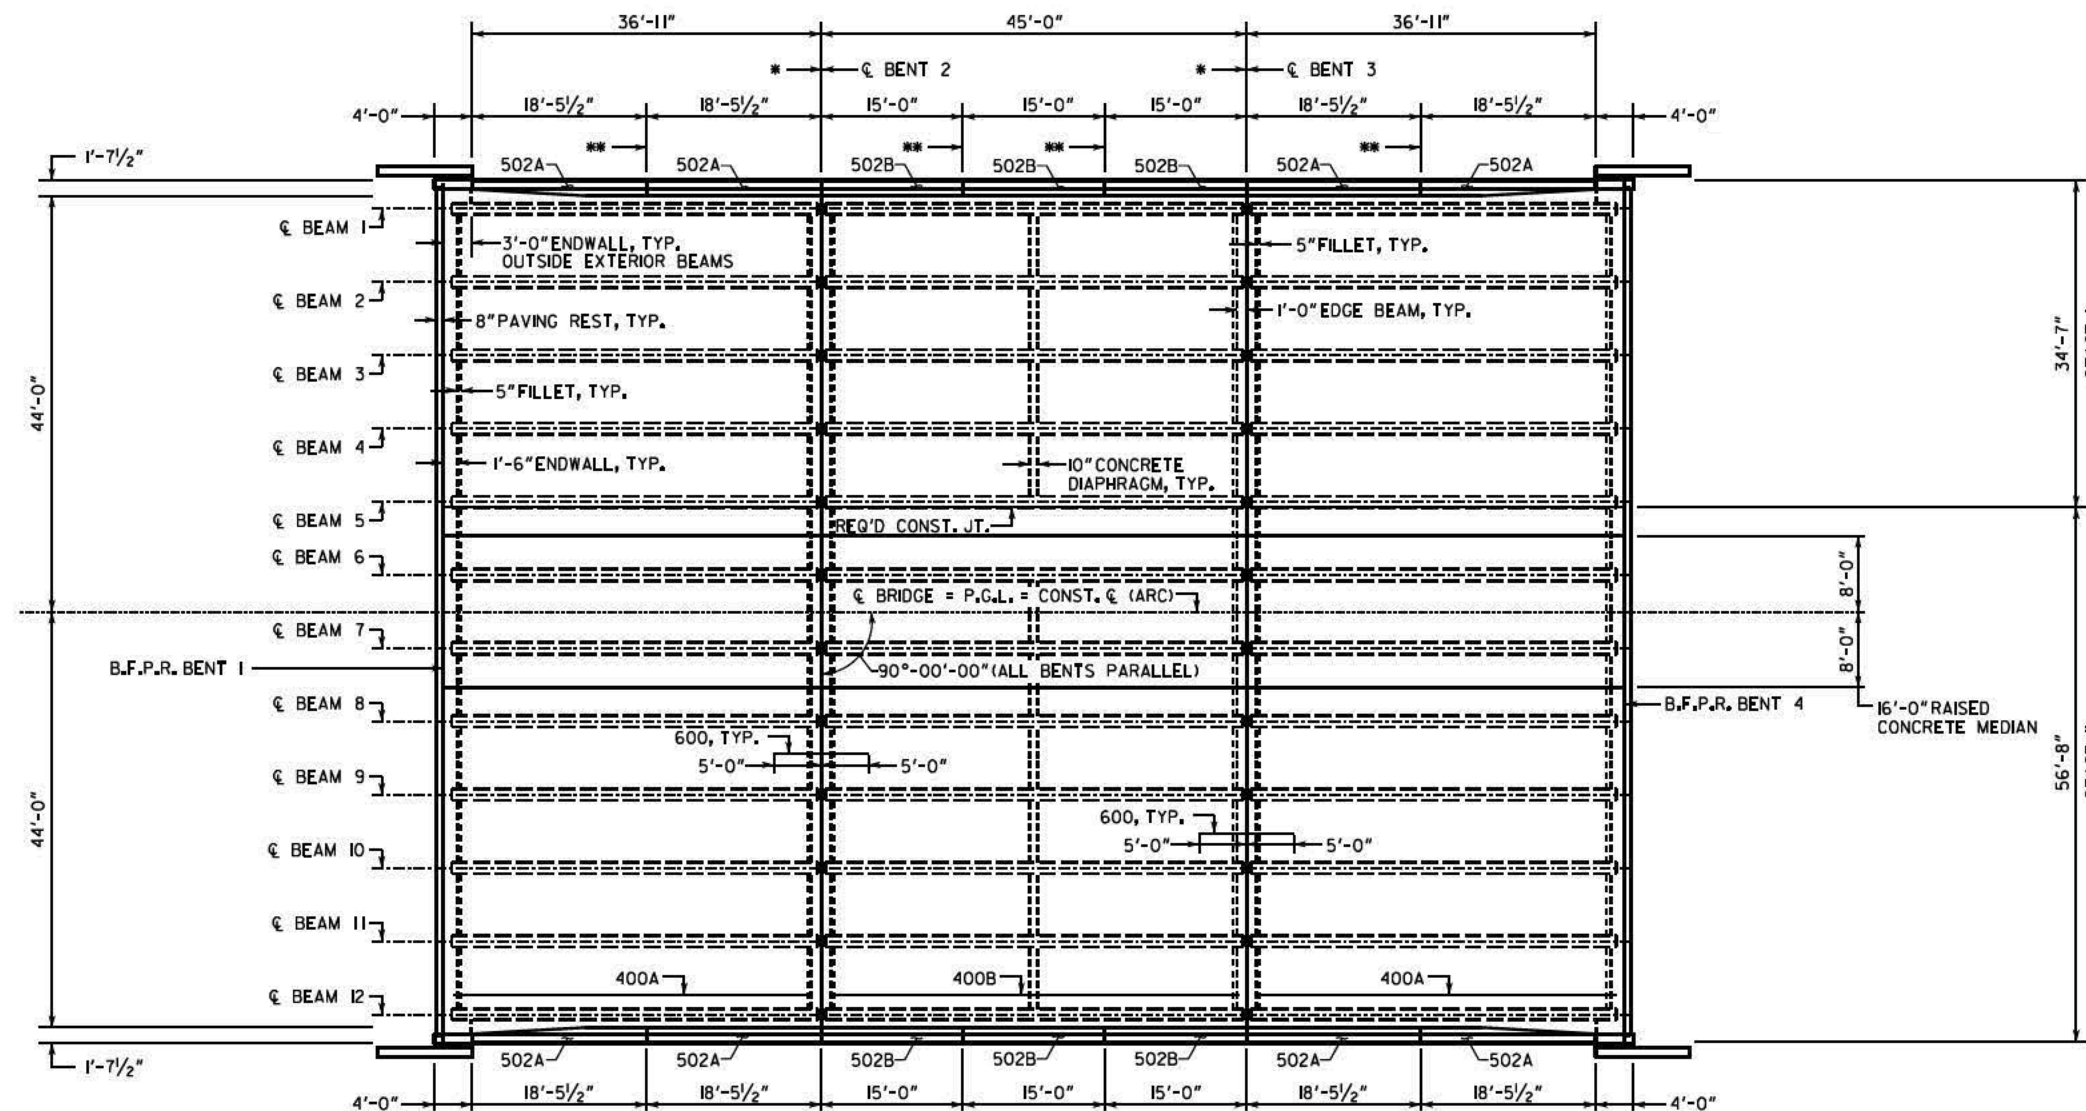 36'-11" 45'-0" 36'-11"
* ℄ BENT 2 * ℄ BENT 3
4'-0" 18'-5½" 18'-5½" 15'-0" 15'-0" 15'-0" 18'-5½" 18'-5½" 4'-0"
1'-7½" ** ** ** **
502A 502A 502B 502B 502B 502A 502A
℄ BEAM 1
3'-0" ENDWALL, TYP.
OUTSIDE EXTERIOR BEAMS
5" FILLET, TYP.
℄ BEAM 2
8" PAVING REST, TYP.
1'-0" EDGE BEAM, TYP.
34'-7"
℄ BEAM 3
5" FILLET, TYP.
44'-0"
℄ BEAM 4
1'-6" ENDWALL, TYP.
10" CONCRETE
DIAPHRAGM, TYP.
℄ BEAM 5
REQ'D CONST. JT.
℄ BEAM 6
8'-0"
℄ BRIDGE = P.G.L. = CONST. ℄ (ARC)
℄ BEAM 7
8'-0"
B.F.P.R. BENT 1
90°-00'-00" (ALL BENTS PARALLEL)
℄ BEAM 8
B.F.P.R. BENT 4
16'-0" RAISED
CONCRETE MEDIAN
600, TYP.
5'-0" 5'-0"
℄ BEAM 9
56'-8"
600, TYP.
5'-0" 5'-0"
44'-0"
℄ BEAM 10
℄ BEAM 11
400A 400B 400A
℄ BEAM 12
1'-7½"
502A 502A 502B 502B 502B 502A 502A
4'-0" 18'-5½" 18'-5½" 15'-0" 15'-0" 15'-0" 18'-5½" 18'-5½" 4'-0"